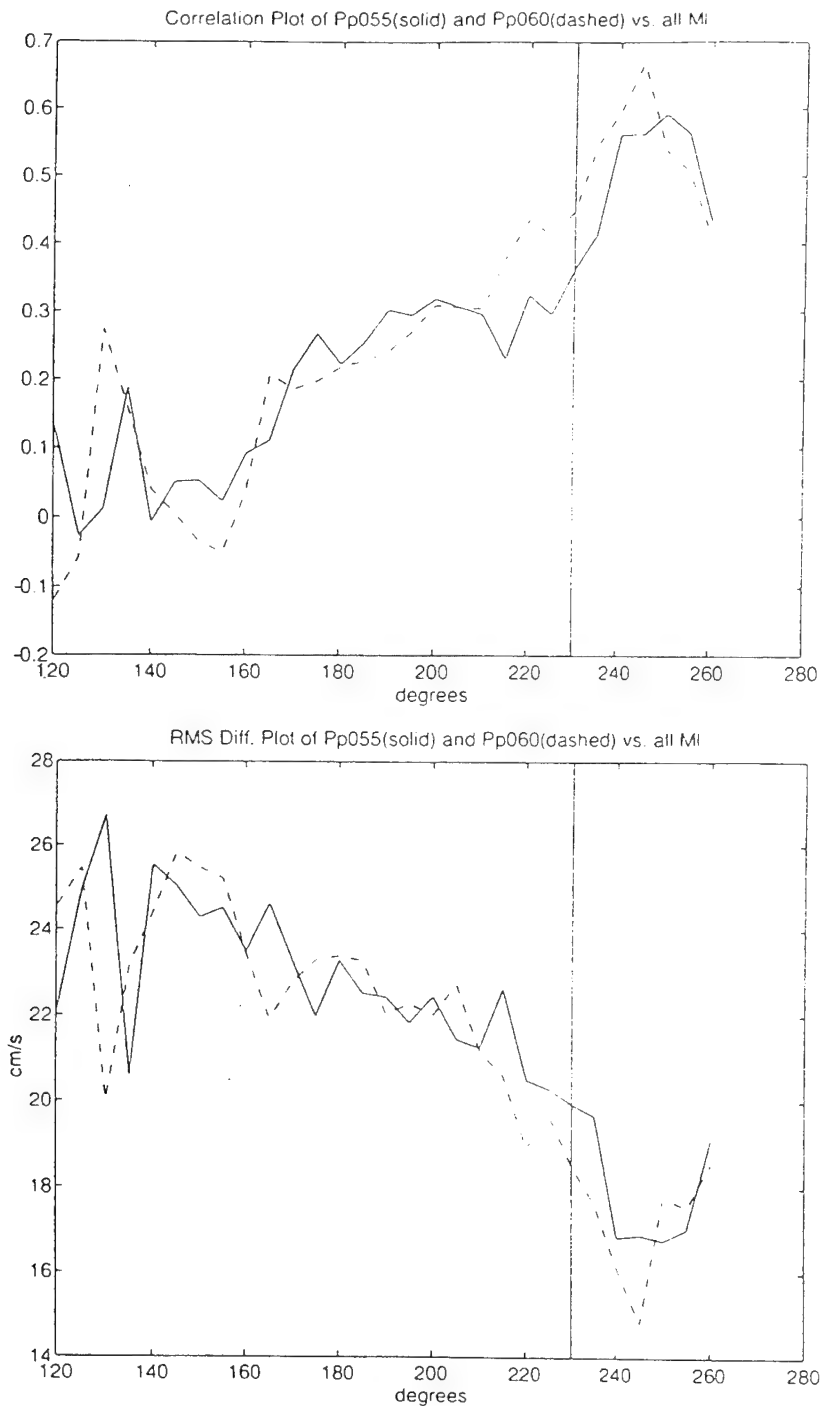 Correlation Plot of Pp055(solid) and Pp060(dashed) vs. all Ml
0.7
0.6
0.5
0.4
0.3
0.2
0.1
0
-0.1
-0.2
120 140 160 180 200 220 240 260 280
degrees
RMS Diff. Plot of Pp055(solid) and Pp060(dashed) vs. all Ml
28
26
24
22
20
18
16
14
cm/s
120 140 160 180 200 220 240 260 280
degrees